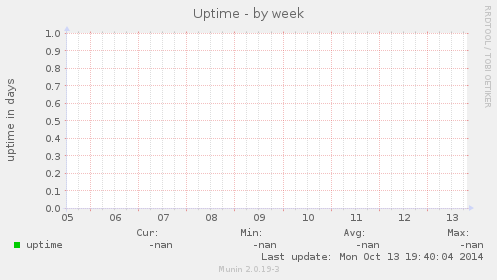 Uptime - by week
RRDTOOL / TOBI OETIKER
uptime in days
1.0
0.9
0.8
0.7
0.6
0.5
0.4
0.3
0.2
0.1
0.0
05 06 07 08 09 10 11 12 13
Cur: Min: Avg: Max:
uptime -nan -nan -nan -nan
Last update: Mon Oct 13 19:40:04 2014
Munin 2.0.19-3